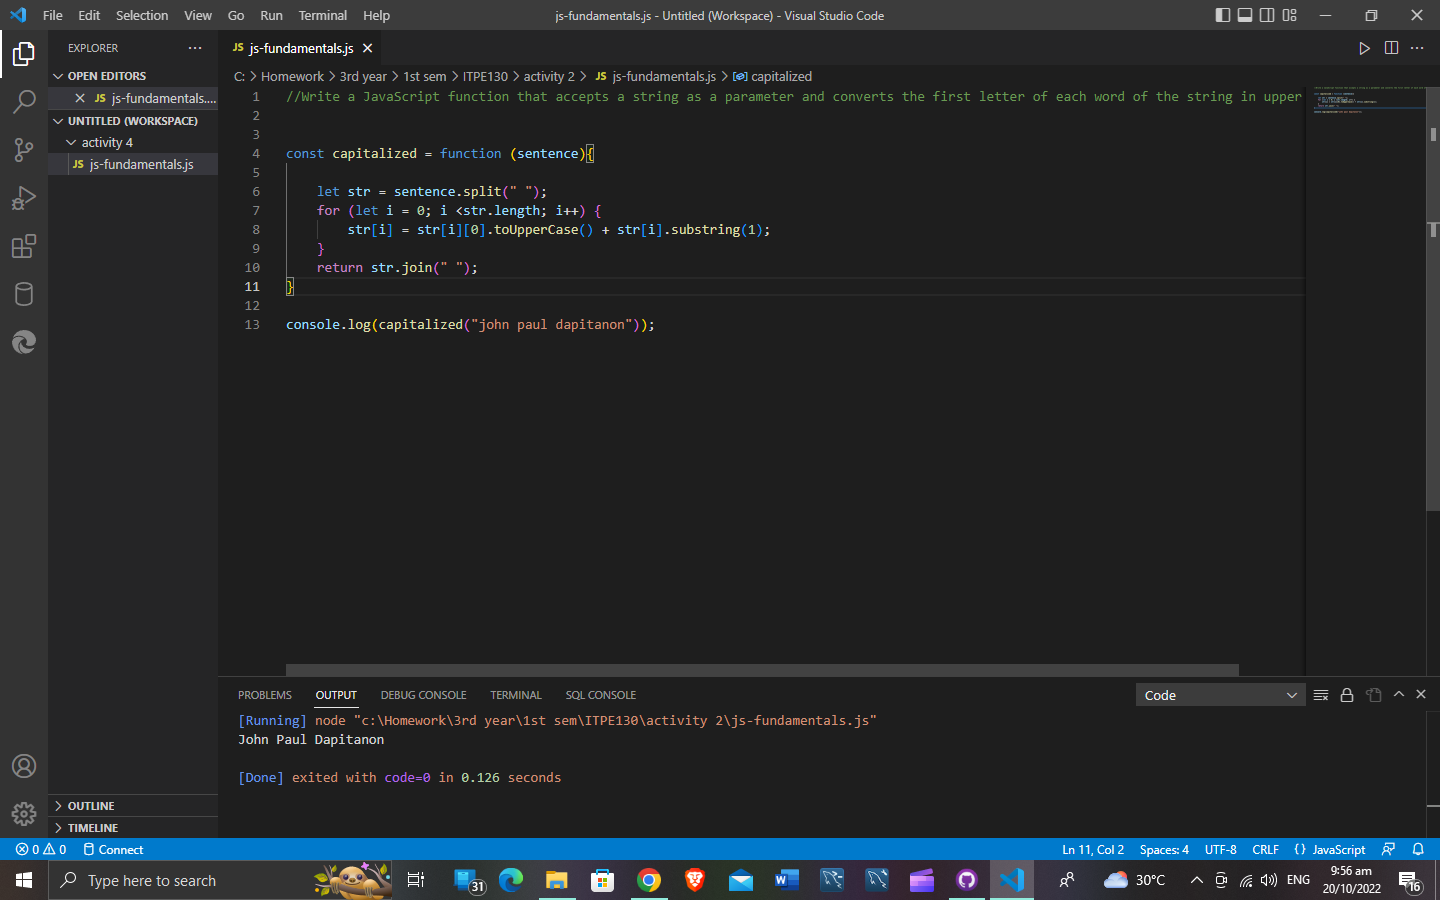 File Edit Selection View Go Run Terminal Help js-fundamentals.js - Untitled (Workspace) - Visual Studio Code
EXPLORER
OPEN EDITORS
JS js-fundamentals....
UNTITLED (WORKSPACE)
activity 4
JS js-fundamentals.js
JS js-fundamentals.js
C: > Homework > 3rd year > 1st sem > ITPE130 > activity 2 > JS js-fundamentals.js > capitalized
1 //Write a JavaScript function that accepts a string as a parameter and converts the first letter of each word of the string in upper
2
3
4 const capitalized = function (sentence){
5
6 let str = sentence.split(" ");
7 for (let i = 0; i <str.length; i++) {
8 str[i] = str[i][0].toUpperCase() + str[i].substring(1);
9 }
10 return str.join(" ");
11 }
12
13 console.log(capitalized("john paul dapitanon"));
PROBLEMS OUTPUT DEBUG CONSOLE TERMINAL SQL CONSOLE Code
[Running] node "c:\Homework\3rd year\1st sem\ITPE130\activity 2\js-fundamentals.js"
John Paul Dapitanon
[Done] exited with code=0 in 0.126 seconds
OUTLINE
TIMELINE
0 0 Connect Ln 11, Col 2 Spaces: 4 UTF-8 CRLF {} JavaScript
Type here to search 31 W 30°C ENG 9:56 am 20/10/2022 16